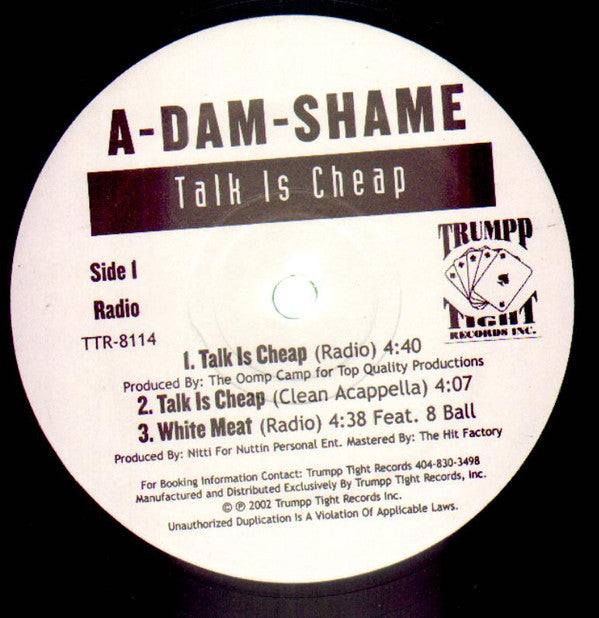 A-DAM-SHAME
Talk Is Cheap
TRUMPP
TIGHT
RECORDS INC.
Side 1
Radio
TTR-8114
1. Talk Is Cheap (Radio) 4:40
Produced By: The Oomp Camp for Top Quality Productions
2. Talk Is Cheap (Clean Acappella) 4:07
3. White Meat (Radio) 4:38 Feat. 8 Ball
Produced By: Nitti For Nuttin Personal Ent. Mastered By: The Hit Factory
For Booking Information Contact: Trumpp Tight Records 404-830-3498
Manufactured and Distributed Exclusively By Trumpp Tight Records, Inc.
© ℗ 2002 Trumpp Tight Records Inc.
Unauthorized Duplication Is A Violation Of Applicable Laws.